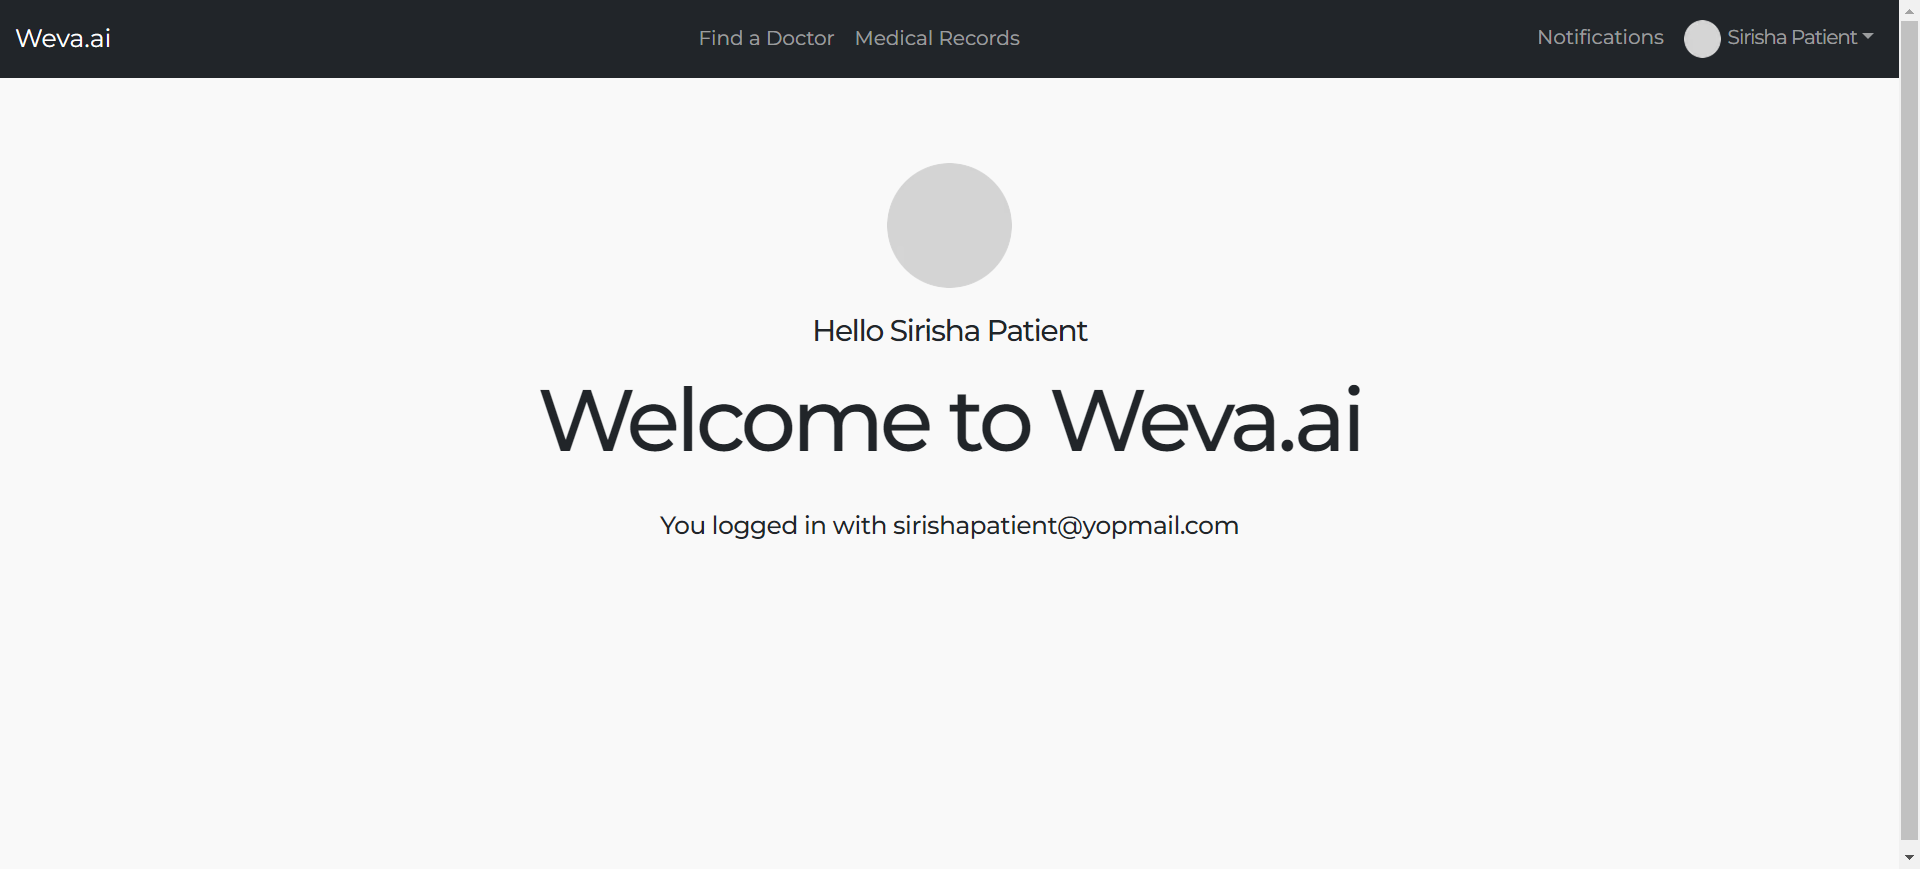 Weva.ai
Find a Doctor
Medical Records
Notifications
Sirisha Patient
Hello Sirisha Patient
Welcome to Weva.ai
You logged in with sirishapatient@yopmail.com